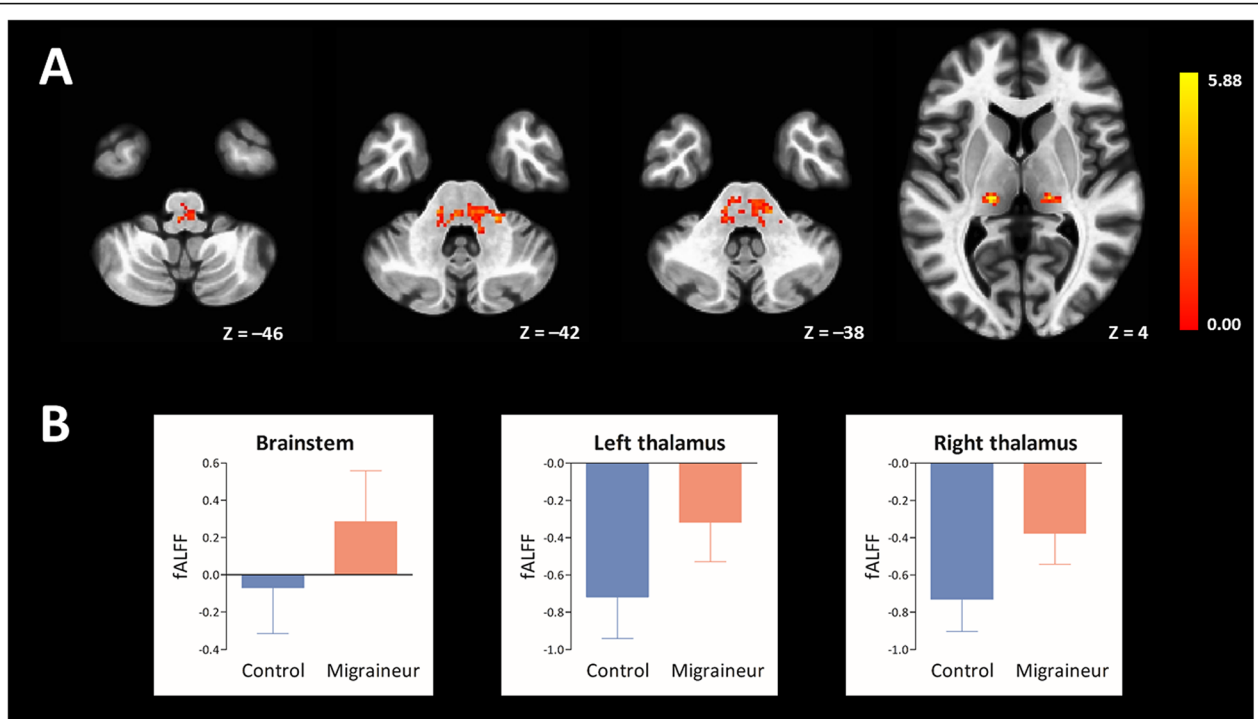 A
5.88
0.00
Z = –46
Z = –42
Z = –38
Z = 4
B
Brainstem
0.6
0.4
0.2
0.0
-0.2
-0.4
fALFF
Control Migraineur
Left thalamus
-0.0
-0.2
-0.4
-0.6
-0.8
-1.0
fALFF
Control Migraineur
Right thalamus
-0.0
-0.2
-0.4
-0.6
-0.8
-1.0
fALFF
Control Migraineur